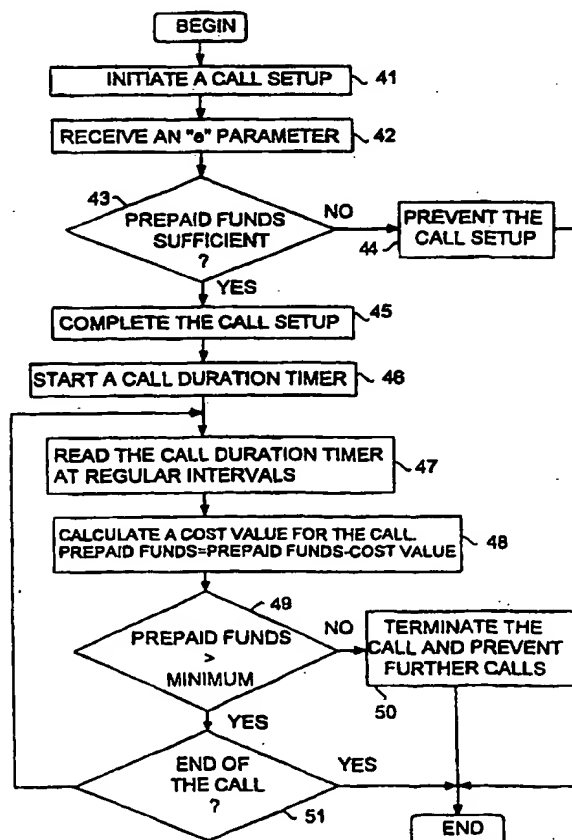 BEGIN
INITIATE A CALL SETUP
41
RECEIVE AN "e" PARAMETER
42
43
PREPAID FUNDS
SUFFICIENT
?
NO
PREVENT THE
CALL SETUP
44
YES
COMPLETE THE CALL SETUP
45
START A CALL DURATION TIMER
46
READ THE CALL DURATION TIMER
AT REGULAR INTERVALS
47
CALCULATE A COST VALUE FOR THE CALL.
PREPAID FUNDS=PREPAID FUNDS-COST VALUE
48
49
PREPAID FUNDS
>
MINIMUM
NO
TERMINATE THE
CALL AND PREVENT
FURTHER CALLS
50
YES
END OF
THE CALL
?
YES
51
END